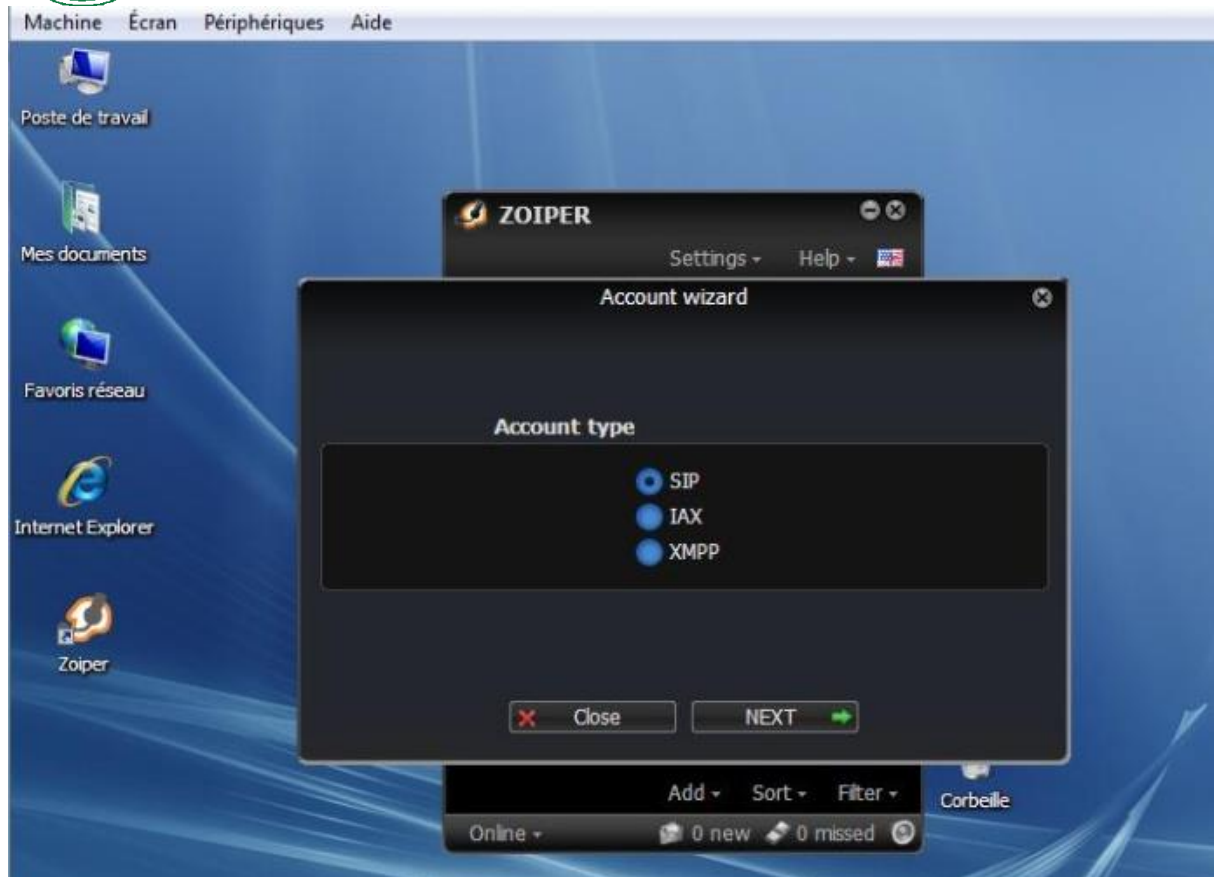 Machine Écran Périphériques Aide
Poste de travail
Mes documents
Favoris réseau
Internet Explorer
Zoiper
ZOIPER
Settings Help
Account wizard
Account type
SIP
IAX
XMPP
Close NEXT
Add Sort Filter
Online 0 new 0 missed
Corbeille